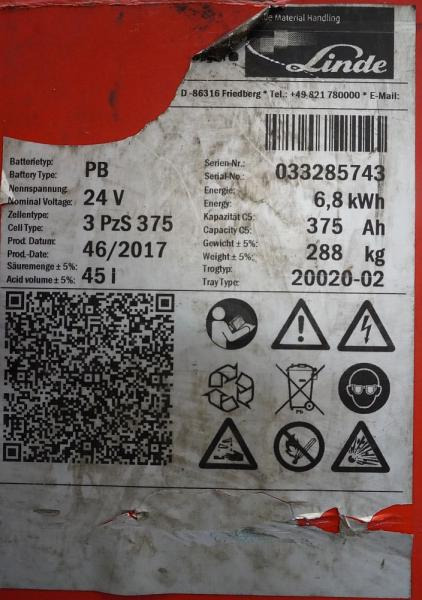 Material Handling
Linde
D -86316 Friedberg * Tel.: +49 821 780000 * E-Mail:
Batterietyp:
Battery Type: PB
Serien-Nr.:
Serial-No.: 033285743
Nennspannung
Nominal Voltage: 24 V
Energie:
Energy: 6,8 kWh
Zellentype:
Cell Type: 3 PzS 375
Kapazität C5:
Capacity C5: 375 Ah
Prod. Datum:
Prod.-Date: 46/2017
Gewicht ± 5%:
Weight ± 5%: 288 kg
Säuremenge ± 5%:
Acid volume ± 5%: 45 l
Trogtyp:
Tray Type: 20020-02
Pb